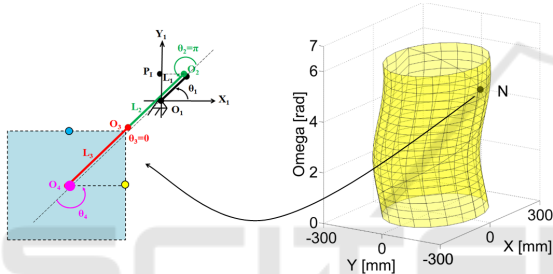 Y₁
θ₂=π
P₁
L₁
O₂
θ₁
X₁
L₂
O₁
O₃
θ₃=0
L₃
O₄
θ₄
7
6
4
2
0
Omega [rad]
N
-300
0
300
Y [mm]
-300
0
300
X [mm]
SCITE